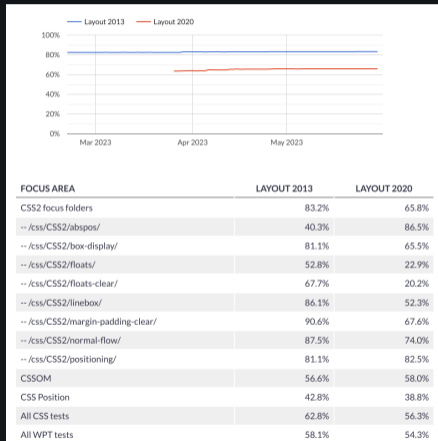 Layout 2013 Layout 2020
100%
80%
60%
40%
20%
0%
Mar 2023 Apr 2023 May 2023
FOCUS AREA LAYOUT 2013 LAYOUT 2020
CSS2 focus folders 83.2% 65.8%
-- /css/CSS2/abspos/ 40.3% 86.5%
-- /css/CSS2/box-display/ 81.1% 65.5%
-- /css/CSS2/floats/ 52.8% 22.9%
-- /css/CSS2/floats-clear/ 67.7% 20.2%
-- /css/CSS2/linebox/ 86.1% 52.3%
-- /css/CSS2/margin-padding-clear/ 90.6% 67.6%
-- /css/CSS2/normal-flow/ 87.5% 74.0%
-- /css/CSS2/positioning/ 81.1% 82.5%
CSSOM 56.6% 58.0%
CSS Position 42.8% 38.8%
All CSS tests 62.8% 56.3%
All WPT tests 58.1% 54.3%